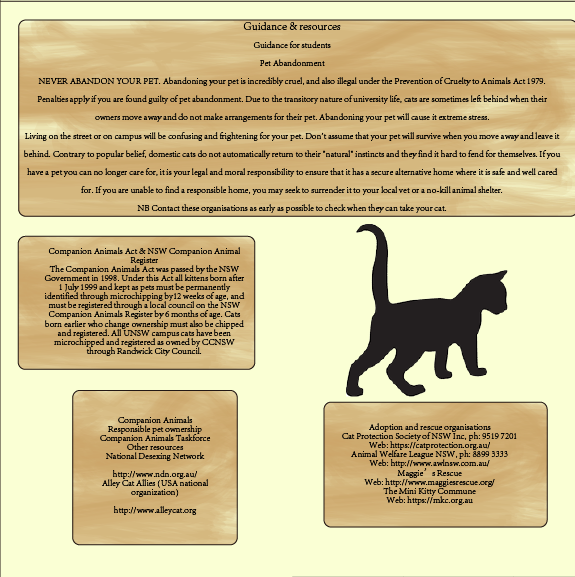 Guidance & resources
Guidance for students
Pet Abandonment
NEVER ABANDON YOUR PET. Abandoning your pet is incredibly cruel, and also illegal under the Prevention of Cruelty to Animals Act 1979.
Penalties apply if you are found guilty of pet abandonment. Due to the transitory nature of university life, cats are sometimes left behind when their
owners move away and do not make arrangements for their pet. Abandoning your pet will cause it extreme stress.
Living on the street or on campus will be confusing and frightening for your pet. Don't assume that your pet will survive when you move away and leave it
behind. Contrary to popular belief, domestic cats do not automatically return to their "natural" instincts and they find it hard to fend for themselves. If you
have a pet you can no longer care for, it is your legal and moral responsibility to ensure that it has a secure alternative home where it is safe and well cared
for. If you are unable to find a responsible home, you may seek to surrender it to your local vet or a no-kill animal shelter.
NB Contact these organisations as early as possible to check when they can take your cat.
Companion Animals Act & NSW Companion Animal
Register
The Companion Animals Act was passed by the NSW
Government in 1998. Under this Act all kittens born after
1 July 1999 and kept as pets must be permanently
identified through microchipping by12 weeks of age, and
must be registered through a local council on the NSW
Companion Animals Register by 6 months of age. Cats
born earlier who change ownership must also be chipped
and registered. All UNSW campus cats have been
microchipped and registered as owned by CCNSW
through Randwick City Council.
Companion Animals
Responsible pet ownership
Companion Animals Taskforce
Other resources
National Desexing Network
http://www.ndn.org.au/
Alley Cat Allies (USA national
organization)
http://www.alleycat.org
Adoption and rescue organisations
Cat Protection Society of NSW Inc, ph: 9519 7201
Web: https://catprotection.org.au/
Animal Welfare League NSW, ph: 8899 3333
Web: http://www.awlnsw.com.au/
Maggie's Rescue
Web: http://www.maggiesrescue.org/
The Mini Kitty Commune
Web: https://mkc.org.au